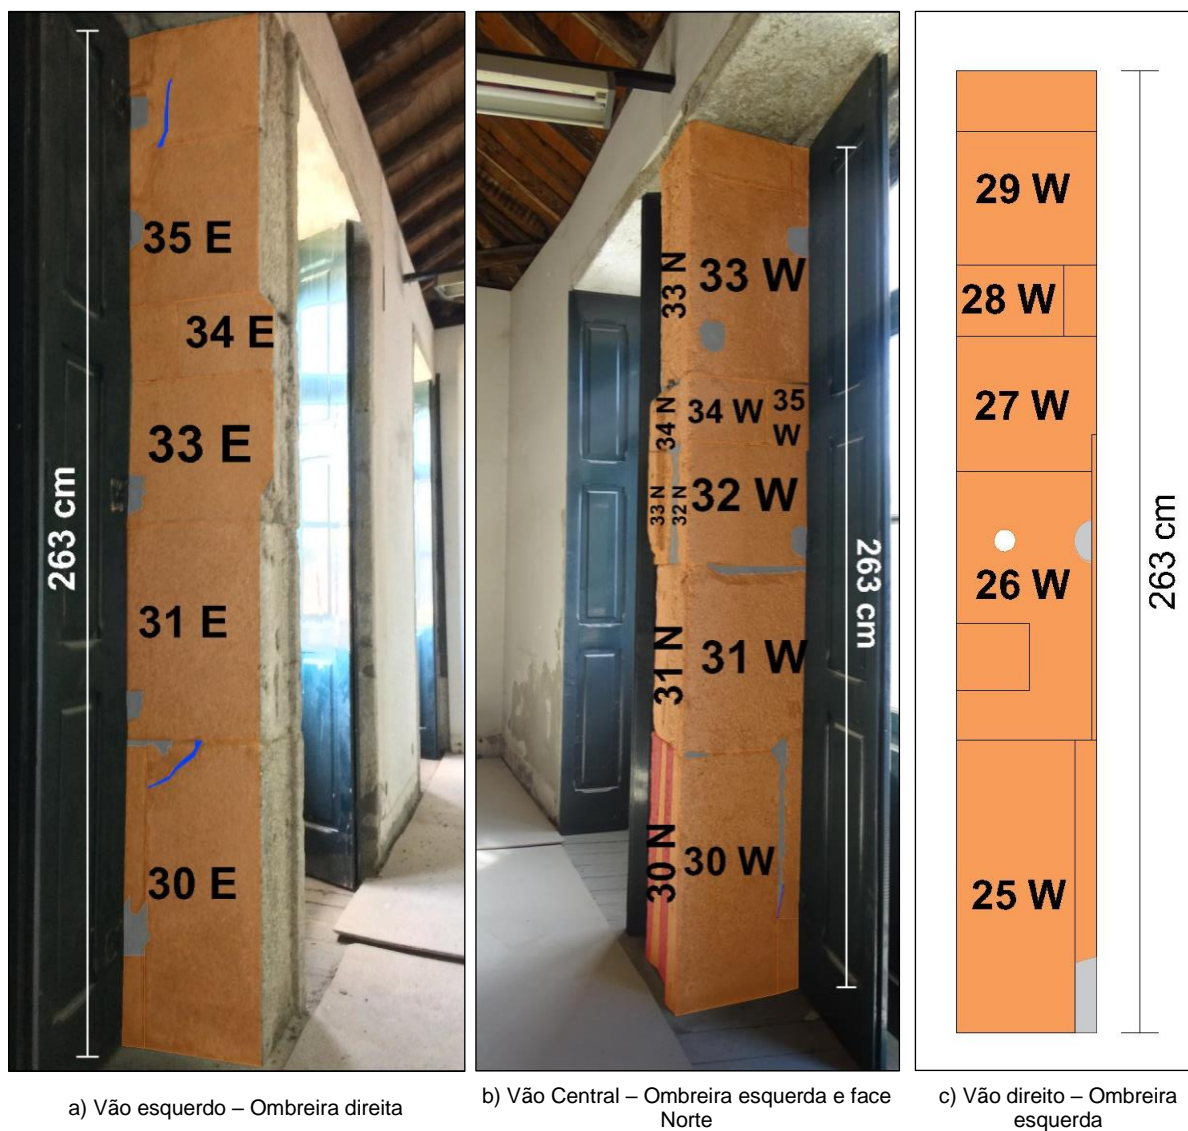 35 E
34 E
33 E
31 E
30 E
263 cm
33 N
33 W
34 N
34 W
35
W
33 N
32 N
32 W
31 N
31 W
30 N
30 W
263 cm
29 W
28 W
27 W
26 W
25 W
263 cm
a) Vão esquerdo – Ombreira direita
b) Vão Central – Ombreira esquerda e face
Norte
c) Vão direito – Ombreira
esquerda